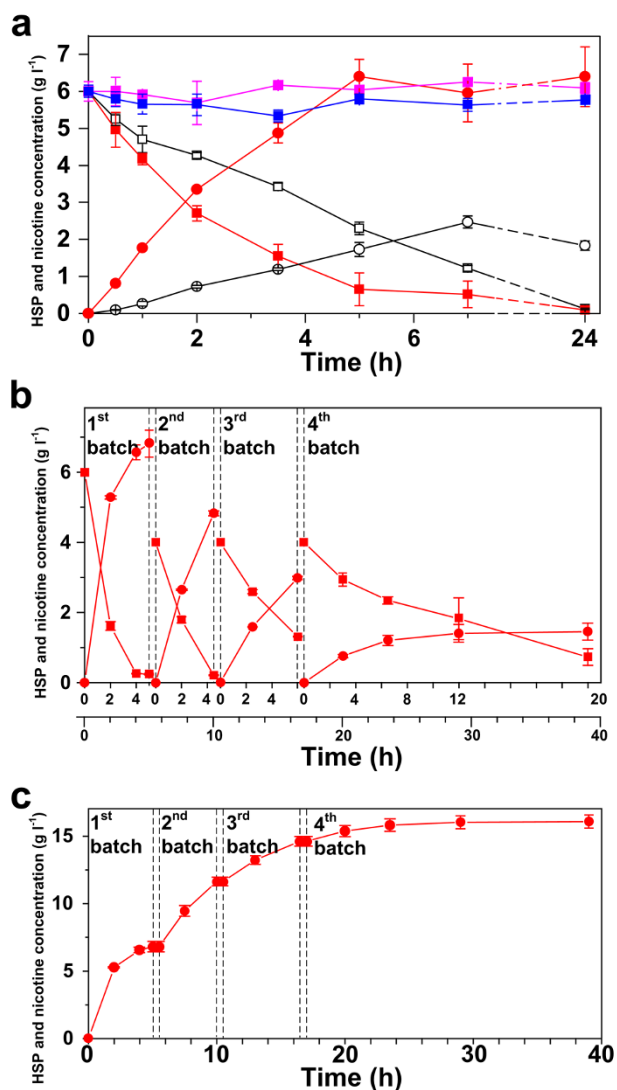 a
HSP and nicotine concentration (g l⁻¹)
7
6
5
4
3
2
1
0
0 2 4 6 24
Time (h)
b
HSP and nicotine concentration (g l⁻¹)
1st batch 2nd batch 3rd batch 4th batch
6
4
2
0
0 2 4 0 2 4 0 2 4 0 4 8 12 20
0 10 20 30 40
Time (h)
c
HSP and nicotine concentration (g l⁻¹)
1st batch 2nd batch 3rd batch 4th batch
15
10
5
0
0 10 20 30 40
Time (h)